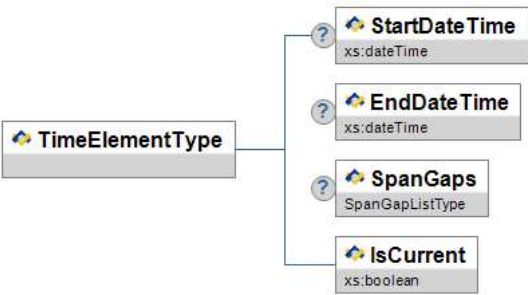 StartDateTime
?
xs:dateTime
EndDateTime
?
xs:dateTime
TimeElementType
SpanGaps
?
SpanGapListType
IsCurrent
xs:boolean